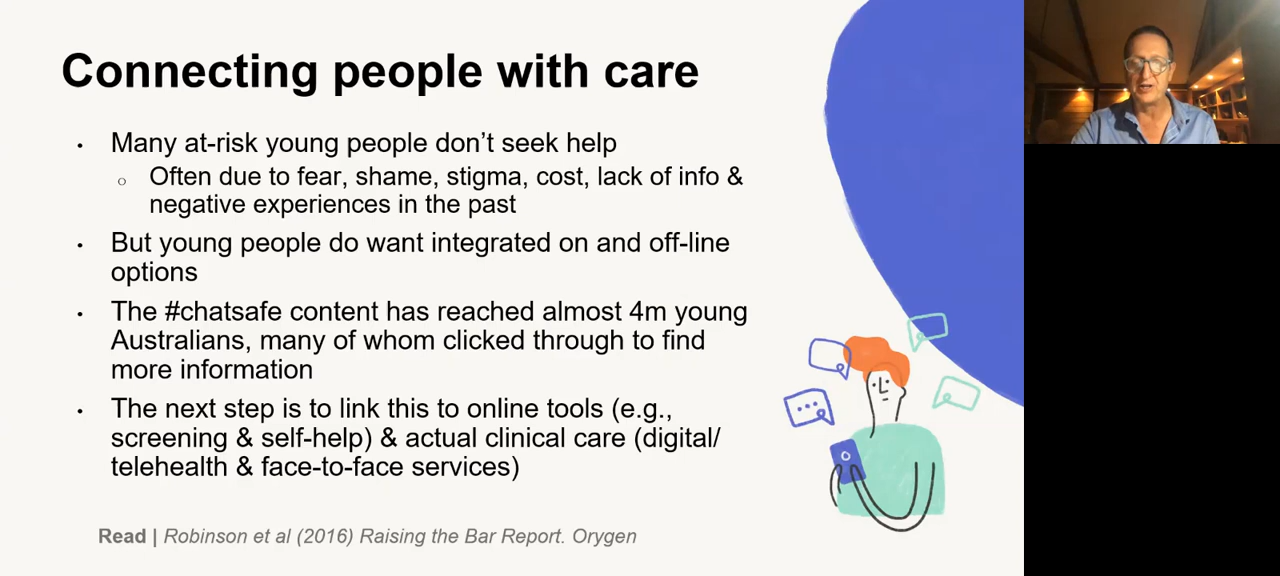 Connecting people with care
• Many at-risk young people don’t seek help
o Often due to fear, shame, stigma, cost, lack of info &
negative experiences in the past
• But young people do want integrated on and off-line
options
• The #chatsafe content has reached almost 4m young
Australians, many of whom clicked through to find
more information
• The next step is to link this to online tools (e.g.,
screening & self-help) & actual clinical care (digital/
telehealth & face-to-face services)
Read | Robinson et al (2016) Raising the Bar Report. Orygen